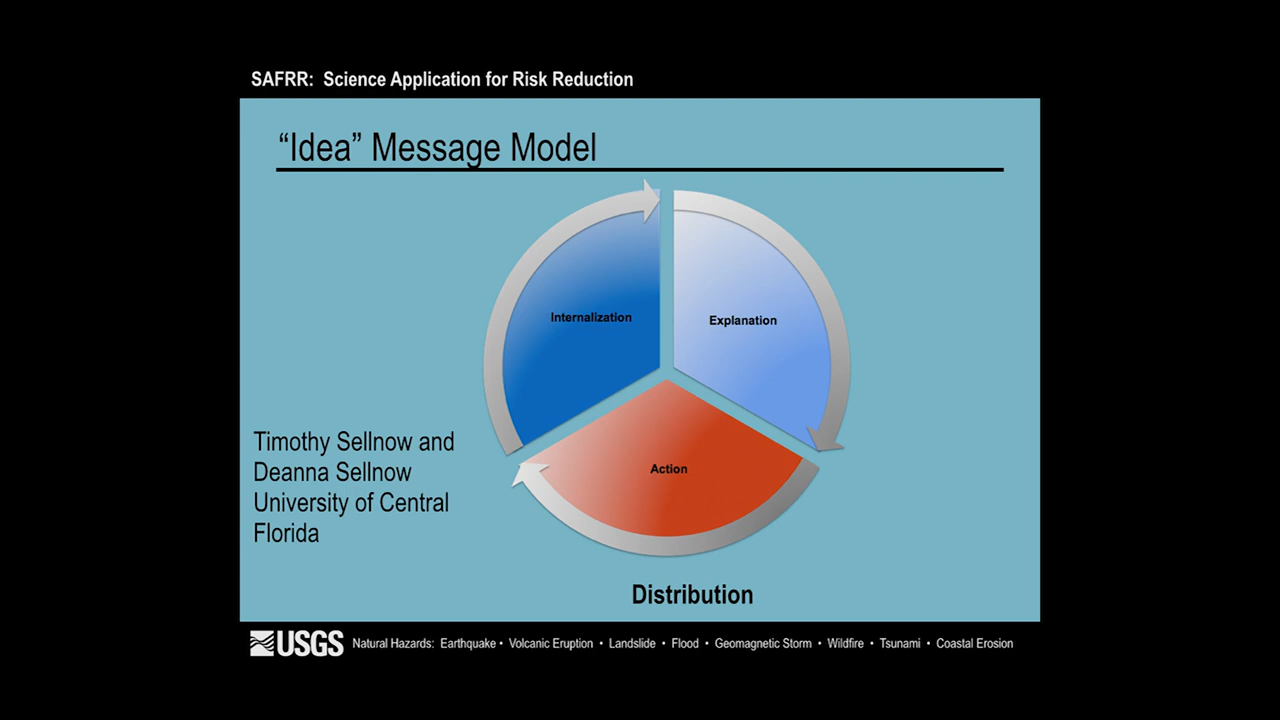 SAFRR: Science Application for Risk Reduction
“Idea” Message Model
Internalization
Explanation
Action
Timothy Sellnow and
Deanna Sellnow
University of Central
Florida
Distribution
USGS Natural Hazards: Earthquake • Volcanic Eruption • Landslide • Flood • Geomagnetic Storm • Wildfire • Tsunami • Coastal Erosion